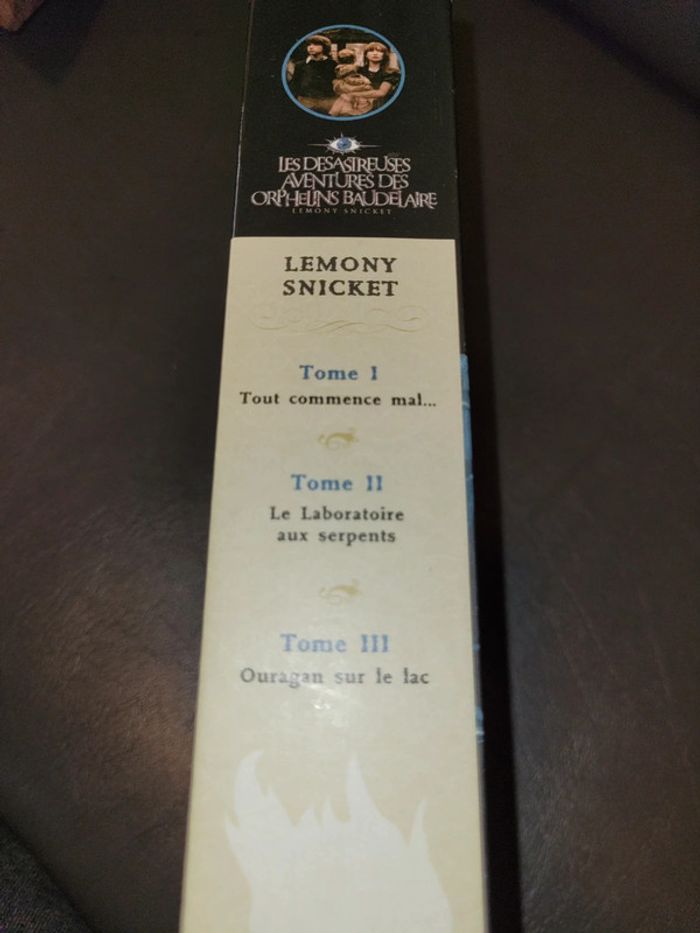 LES DESASTREUSES
AVENTURES DES
ORPHELINS BAUDELAIRE
LEMONY SNICKET
LEMONY
SNICKET
Tome I
Tout commence mal...
Tome II
Le Laboratoire
aux serpents
Tome III
Ouragan sur le lac